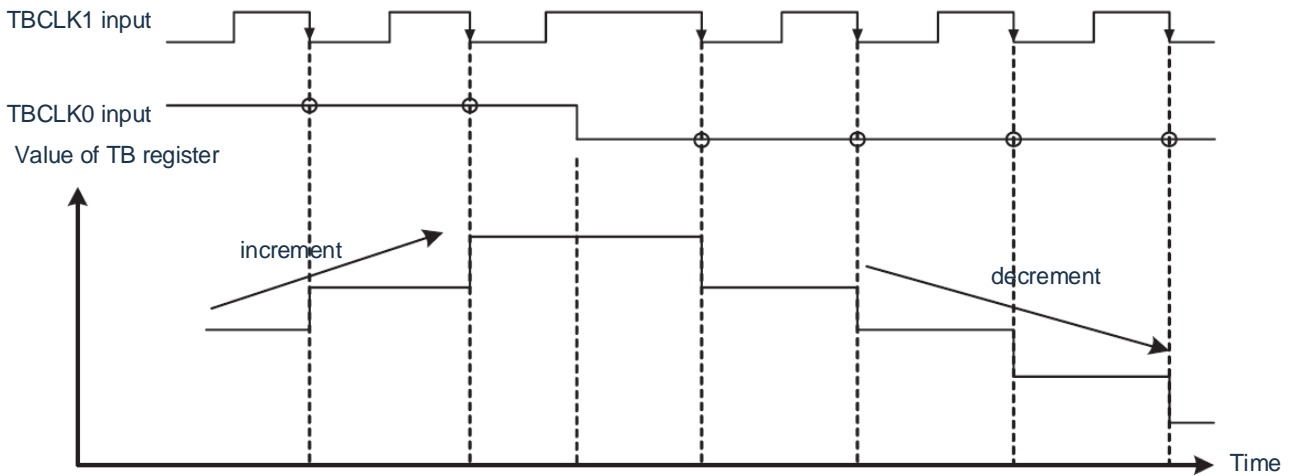 TBCLK1 input
TBCLK0 input
Value of TB register
increment
decrement
Time